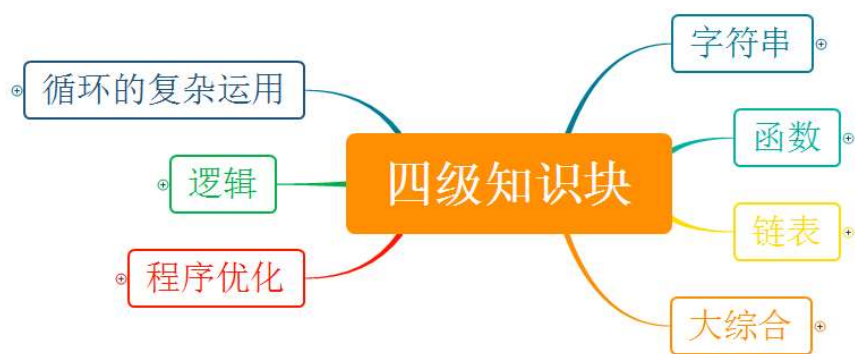 四级知识块
字符串
函数
链表
大综合
循环的复杂运用
逻辑
程序优化